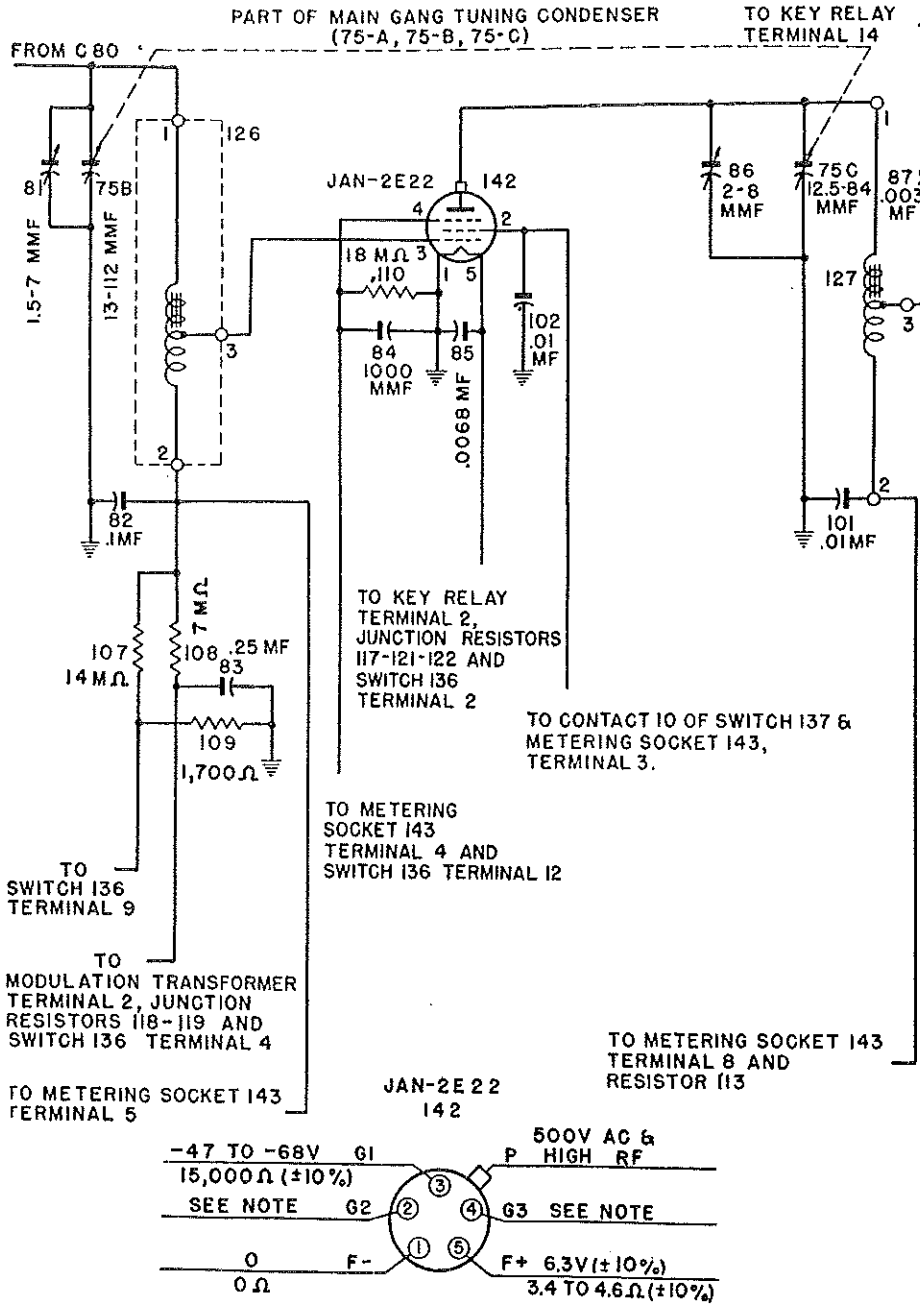 PART OF MAIN GANG TUNING CONDENSER
(75-A, 75-B, 75-C)
TO KEY RELAY
TERMINAL 14
FROM C 80
1
126
81
75B
1.5-7 MMF
13-112 MMF
3
2
82
.1MF
JAN-2E22
142
4
2
3
18 MΩ
.110
1
5
84
1000
MMF
85
.0068 MF
102
.01
MF
86
2-8
MMF
75C
12.5-84
MMF
1
87
.003
MF
127
3
2
101
.01MF
107
14MΩ
7 MΩ
108
.25 MF
83
109
1,700Ω
TO KEY RELAY
TERMINAL 2,
JUNCTION RESISTORS
117-121-122 AND
SWITCH 136
TERMINAL 2
TO CONTACT 10 OF SWITCH 137 &
METERING SOCKET 143,
TERMINAL 3.
TO METERING
SOCKET 143
TERMINAL 4 AND
SWITCH 136 TERMINAL 12
TO
SWITCH 136
TERMINAL 9
TO
MODULATION TRANSFORMER
TERMINAL 2, JUNCTION
RESISTORS 118-119 AND
SWITCH 136 TERMINAL 4
TO METERING SOCKET 143
TERMINAL 5
TO METERING SOCKET 143
TERMINAL 8 AND
RESISTOR 113
JAN-2E22
142
-47 TO -68V G1
15,000Ω (±10%)
P 500V AC &
HIGH RF
3
SEE NOTE G2
2
4
G3 SEE NOTE
0 F-
0Ω
1
5
F+ 6.3V (±10%)
3.4 TO 4.6Ω (±10%)